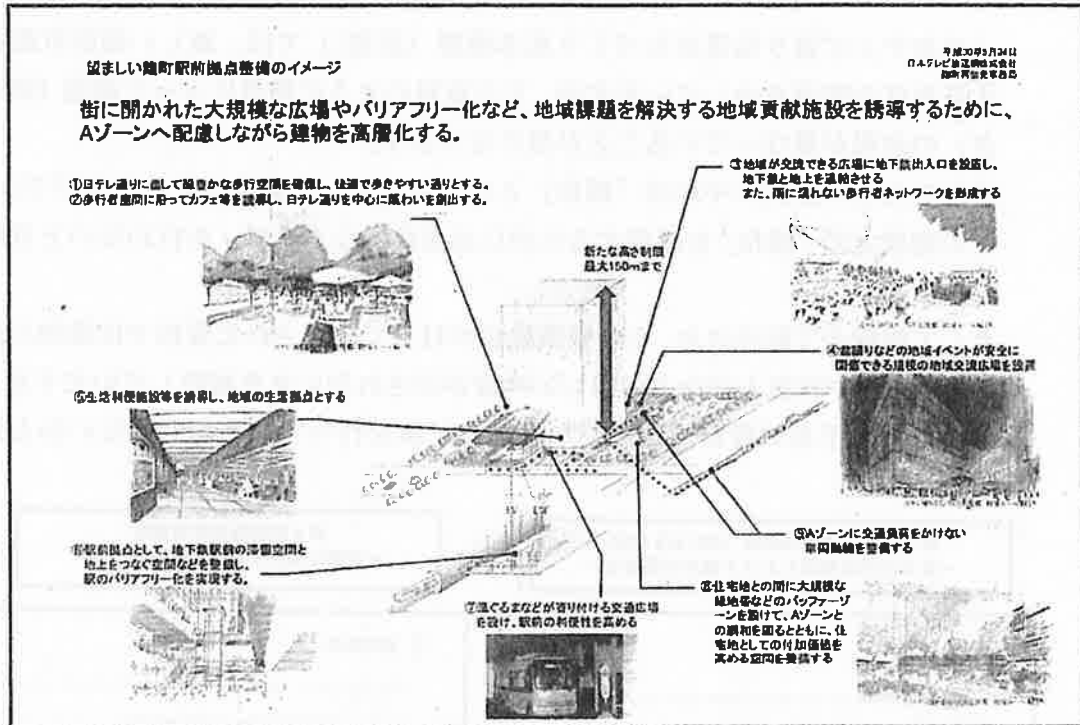 平成30年5月24日
日本テレビ放送網株式会社
麹町再開発事務局
望ましい麹町駅前拠点整備のイメージ
街に開かれた大規模な広場やバリアフリー化など、地域課題を解決する地域貢献施設を誘導するために、
Aゾーンへ配慮しながら建物を高層化する。
①日テレ通りに面して緑豊かな歩行空間を確保し、快適で歩きやすい通りとする。
②歩行者空間に沿ってカフェ等を誘導し、日テレ通りを中心に賑わいを創出する。
③地域が交流できる広場に地下鉄出入口を設応し、
地下鉄と地上を連続させる
また、雨に濡れない歩行者ネットワークを形成する
新たな高さ制限
最大150mまで
④盆踊りなどの地域イベントが安全に
開催できる規模の地域交流広場を設置
⑤生活利便施設等を誘導し、地域の生活拠点とする
⑥駅前拠点として、地下鉄駅前の滞留空間と
地上をつなぐ空間などを整備し、
駅のバリアフリー化を実現する。
⑦風ぐるまなどが寄り付ける交通広場
を設け、駅前の利便性を高める
⑧住宅地との間に大規模な
緑地帯などのバッファーゾ
ーンを設けて、Aゾーンと
の調和を図るとともに、住
宅地としての付加価値を
高める空間を整備する
⑨Aゾーンに交通負荷をかけない
車両動線を整備する